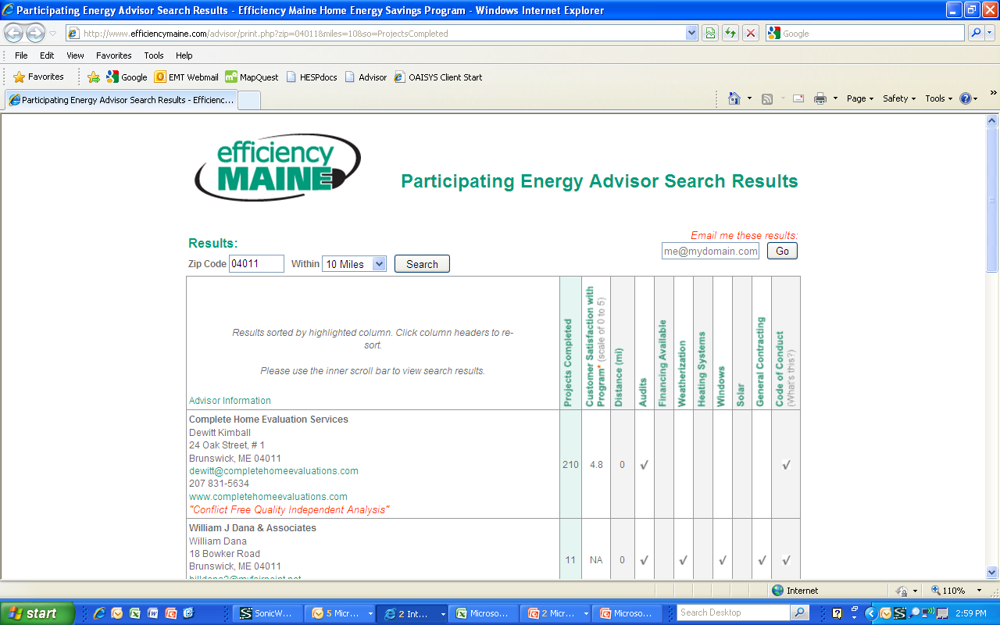 Participating Energy Advisor Search Results - Efficiency Maine Home Energy Savings Program - Windows Internet Explorer
http://www.efficiencymaine.com/advisor/print.php?zip=04011&miles=10&so=ProjectsCompleted
Google
File Edit View Favorites Tools Help
Favorites Google EMT Webmail MapQuest HESPdocs Advisor OAISYS Client Start
Participating Energy Advisor Search Results - Efficienc...
Page Safety Tools
efficiency
MAINE
Participating Energy Advisor Search Results
Email me these results:
Results:
me@mydomain.com Go
Zip Code 04011 Within 10 Miles Search
Results sorted by highlighted column. Click column headers to re-
sort.
Please use the inner scroll bar to view search results.
Advisor Information
Projects Completed
Customer Satisfaction with
Program* (scale of 0 to 5)
Distance (mi)
Audits
Financing Available
Weatherization
Heating Systems
Windows
Solar
General Contracting
Code of Conduct
(What's this?)
Complete Home Evaluation Services
Dewitt Kimball
24 Oak Street, # 1
Brunswick, ME 04011
dewitt@completehomeevaluations.com
207 831-5634
www.completehomeevaluations.com
"Conflict Free Quality Independent Analysis"
210 4.8 0 √ √
William J Dana & Associates
William Dana
18 Bowker Road
Brunswick, ME 04011
11 NA 0 √ √ √ √ √
Internet 110%
start SonicW... 5 Micr... 2 Int... Microso... 2 Micr... Microso... Search Desktop 2:59 PM